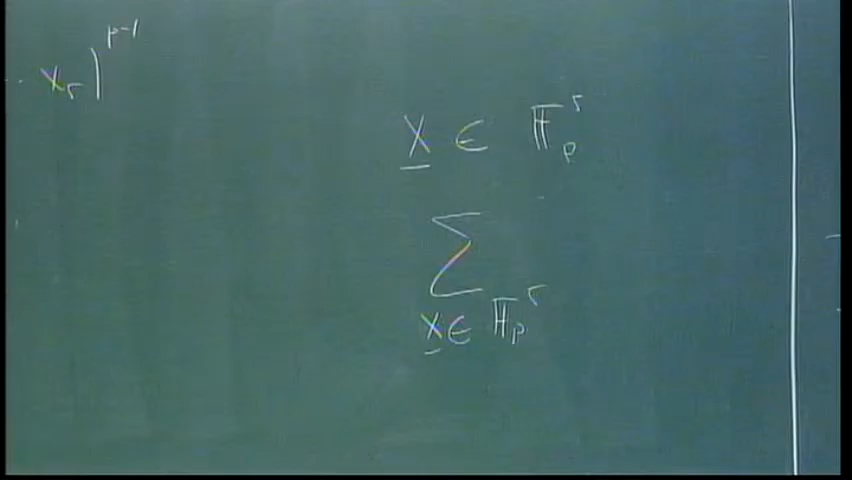 · x_r)^{p-1}
x̲ ∈ 𝔽_p^r
∑_{x̲ ∈ 𝔽_p^r}